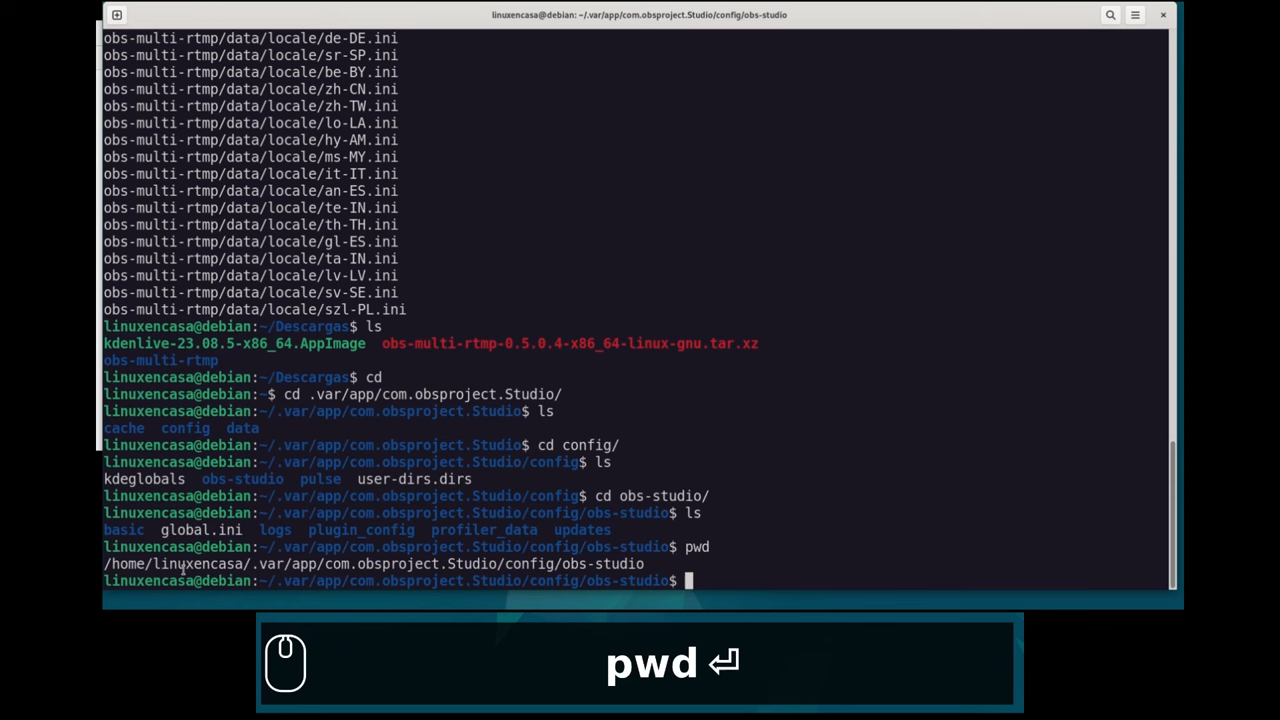 linuxencasa@debian: ~/.var/app/com.obsproject.Studio/config/obs-studio
obs-multi-rtmp/data/locale/de-DE.ini
obs-multi-rtmp/data/locale/sr-SP.ini
obs-multi-rtmp/data/locale/be-BY.ini
obs-multi-rtmp/data/locale/zh-CN.ini
obs-multi-rtmp/data/locale/zh-TW.ini
obs-multi-rtmp/data/locale/lo-LA.ini
obs-multi-rtmp/data/locale/hy-AM.ini
obs-multi-rtmp/data/locale/ms-MY.ini
obs-multi-rtmp/data/locale/it-IT.ini
obs-multi-rtmp/data/locale/an-ES.ini
obs-multi-rtmp/data/locale/te-IN.ini
obs-multi-rtmp/data/locale/th-TH.ini
obs-multi-rtmp/data/locale/gl-ES.ini
obs-multi-rtmp/data/locale/ta-IN.ini
obs-multi-rtmp/data/locale/lv-LV.ini
obs-multi-rtmp/data/locale/sv-SE.ini
obs-multi-rtmp/data/locale/szl-PL.ini
linuxencasa@debian:~/Descargas$ ls
kdenlive-23.08.5-x86_64.AppImage  obs-multi-rtmp-0.5.0.4-x86_64-linux-gnu.tar.xz
obs-multi-rtmp
linuxencasa@debian:~/Descargas$ cd
linuxencasa@debian:~$ cd .var/app/com.obsproject.Studio/
linuxencasa@debian:~/.var/app/com.obsproject.Studio$ ls
cache  config  data
linuxencasa@debian:~/.var/app/com.obsproject.Studio$ cd config/
linuxencasa@debian:~/.var/app/com.obsproject.Studio/config$ ls
kdeglobals  obs-studio  pulse  user-dirs.dirs
linuxencasa@debian:~/.var/app/com.obsproject.Studio/config$ cd obs-studio/
linuxencasa@debian:~/.var/app/com.obsproject.Studio/config/obs-studio$ ls
basic  global.ini  logs  plugin_config  profiler_data  updates
linuxencasa@debian:~/.var/app/com.obsproject.Studio/config/obs-studio$ pwd
/home/linuxencasa/.var/app/com.obsproject.Studio/config/obs-studio
linuxencasa@debian:~/.var/app/com.obsproject.Studio/config/obs-studio$
pwd ⏎